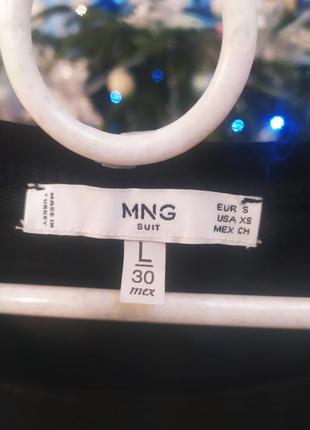 MADE IN
TURKEY
MNG
SUIT
EUR S
USA XS
MEX CH
L
30
mex